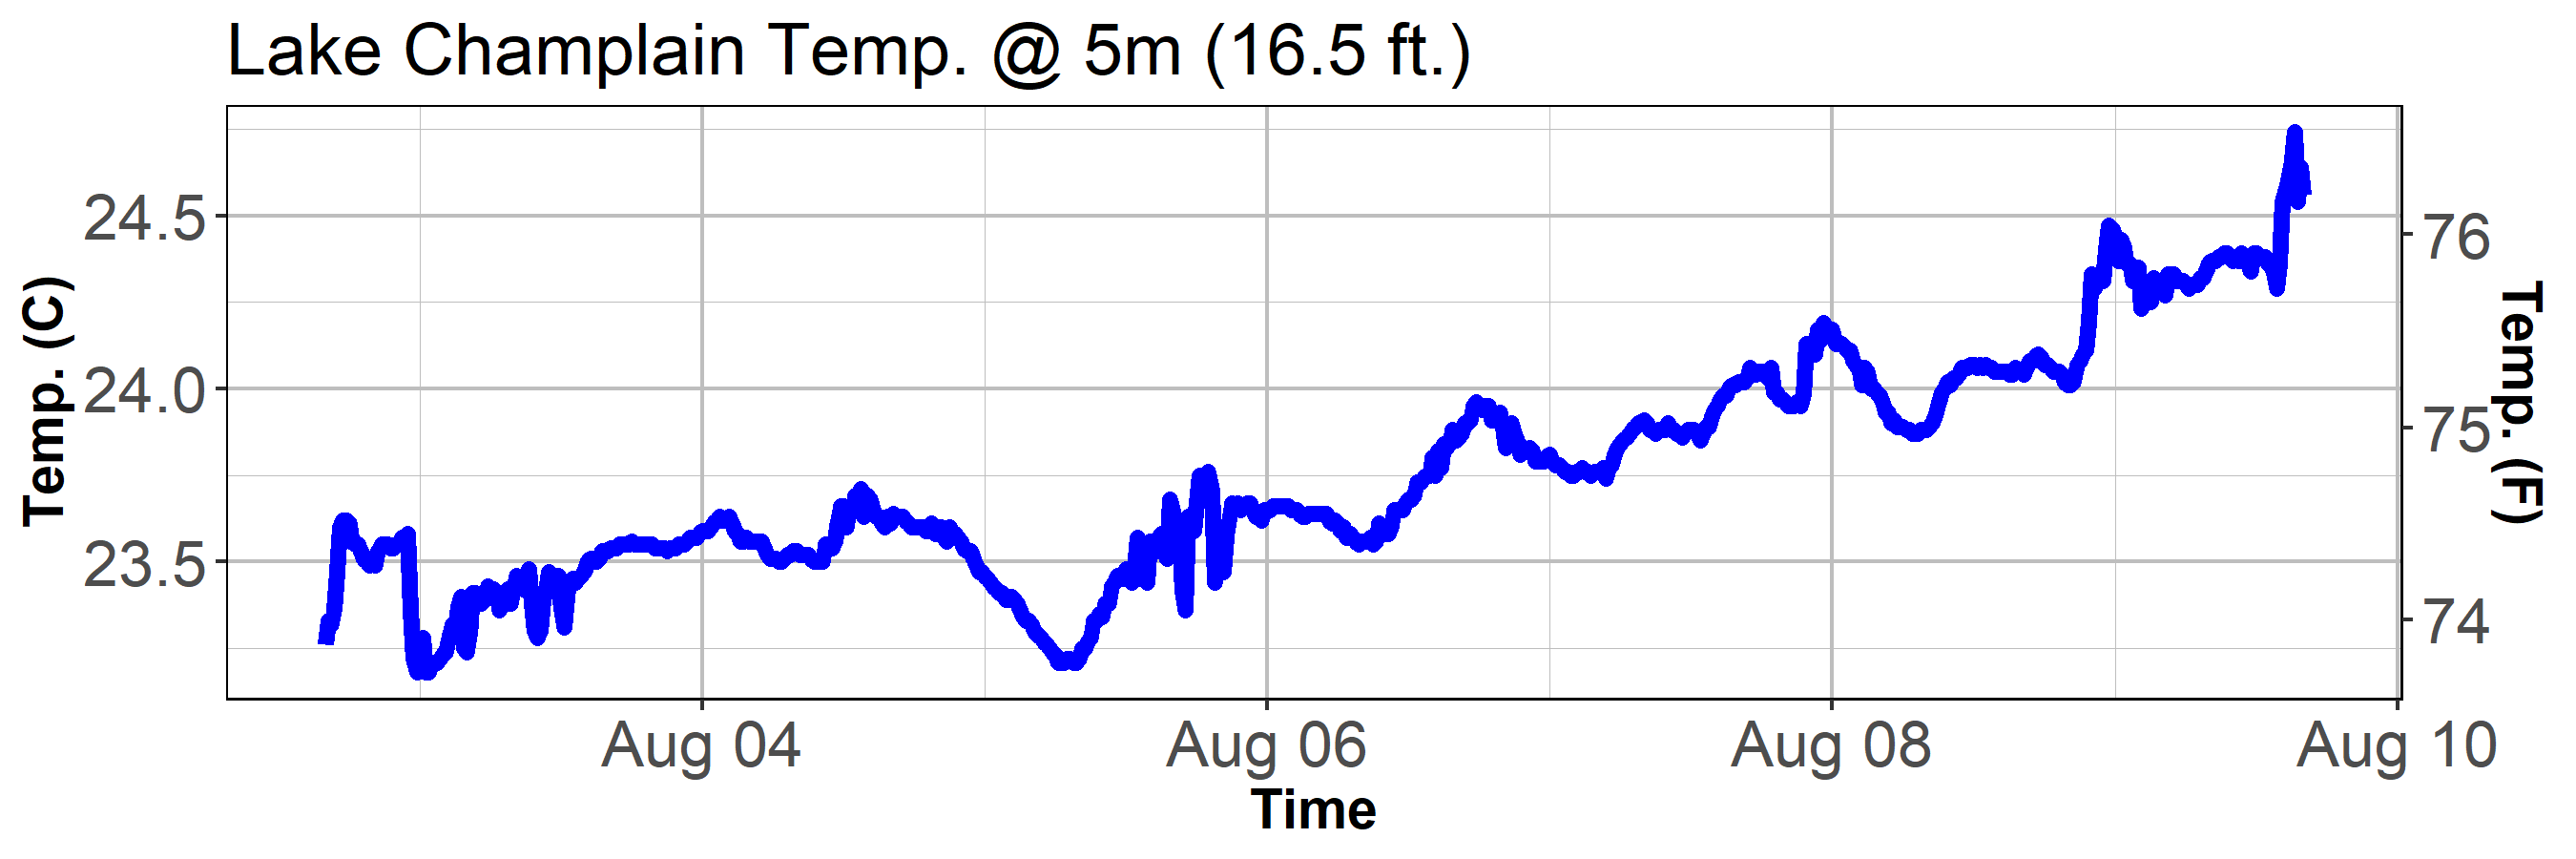 Lake Champlain Temp. @ 5m (16.5 ft.)
Temp. (C)
24.5
24.0
23.5
76
75
74
Temp. (F)
Aug 04
Aug 06
Aug 08
Aug 10
Time